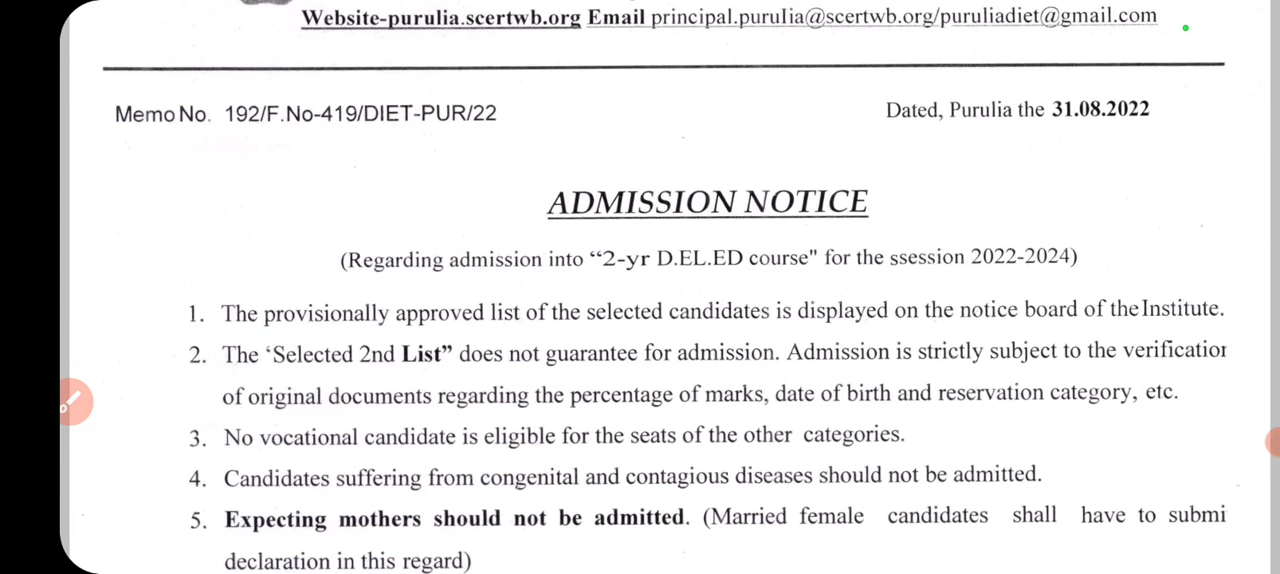 Website-purulia.scertwb.org Email principal.purulia@scertwb.org/puruliadiet@gmail.com
Memo No. 192/F.No-419/DIET-PUR/22 Dated, Purulia the 31.08.2022
ADMISSION NOTICE
(Regarding admission into “2-yr D.EL.ED course" for the ssession 2022-2024)
1. The provisionally approved list of the selected candidates is displayed on the notice board of the Institute.
2. The ‘Selected 2nd List” does not guarantee for admission. Admission is strictly subject to the verification
of original documents regarding the percentage of marks, date of birth and reservation category, etc.
3. No vocational candidate is eligible for the seats of the other categories.
4. Candidates suffering from congenital and contagious diseases should not be admitted.
5. Expecting mothers should not be admitted. (Married female candidates shall have to submi
declaration in this regard)